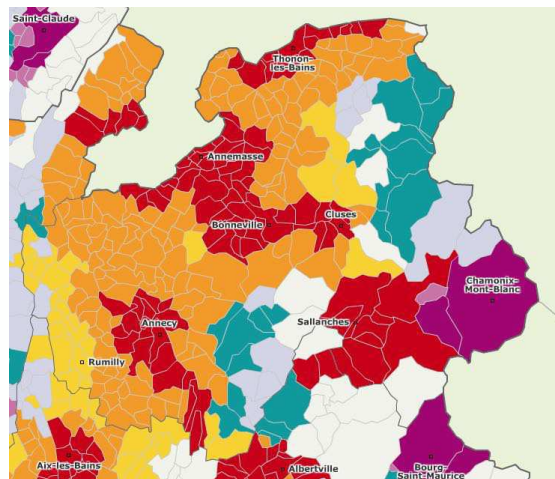 Saint-Claude
Thonon-
les-Bains
Annemasse
Bonneville
Cluses
Chamonix-
Mont-Blanc
Annecy
Sallanches
Rumilly
Aix-les-Bains
Albertville
Bourg-
Saint-Maurice